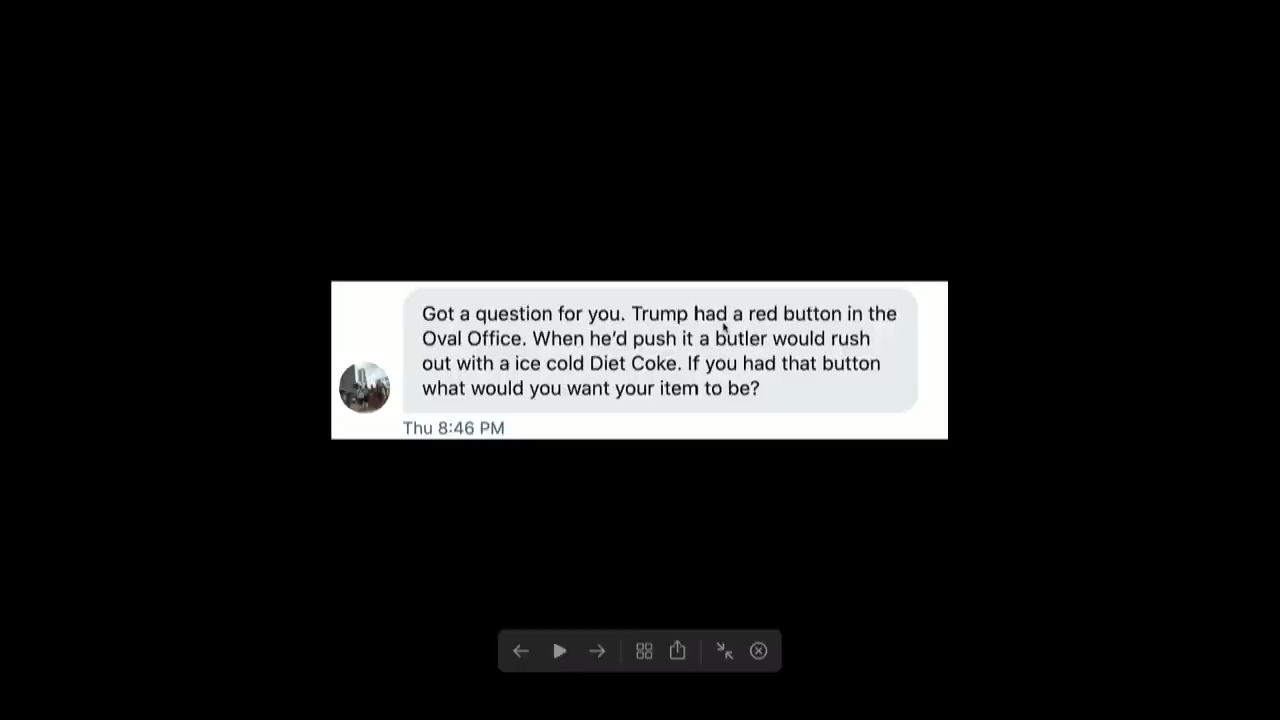 Got a question for you. Trump had a red button in the
Oval Office. When he’d push it a butler would rush
out with a ice cold Diet Coke. If you had that button
what would you want your item to be?
Thu 8:46 PM